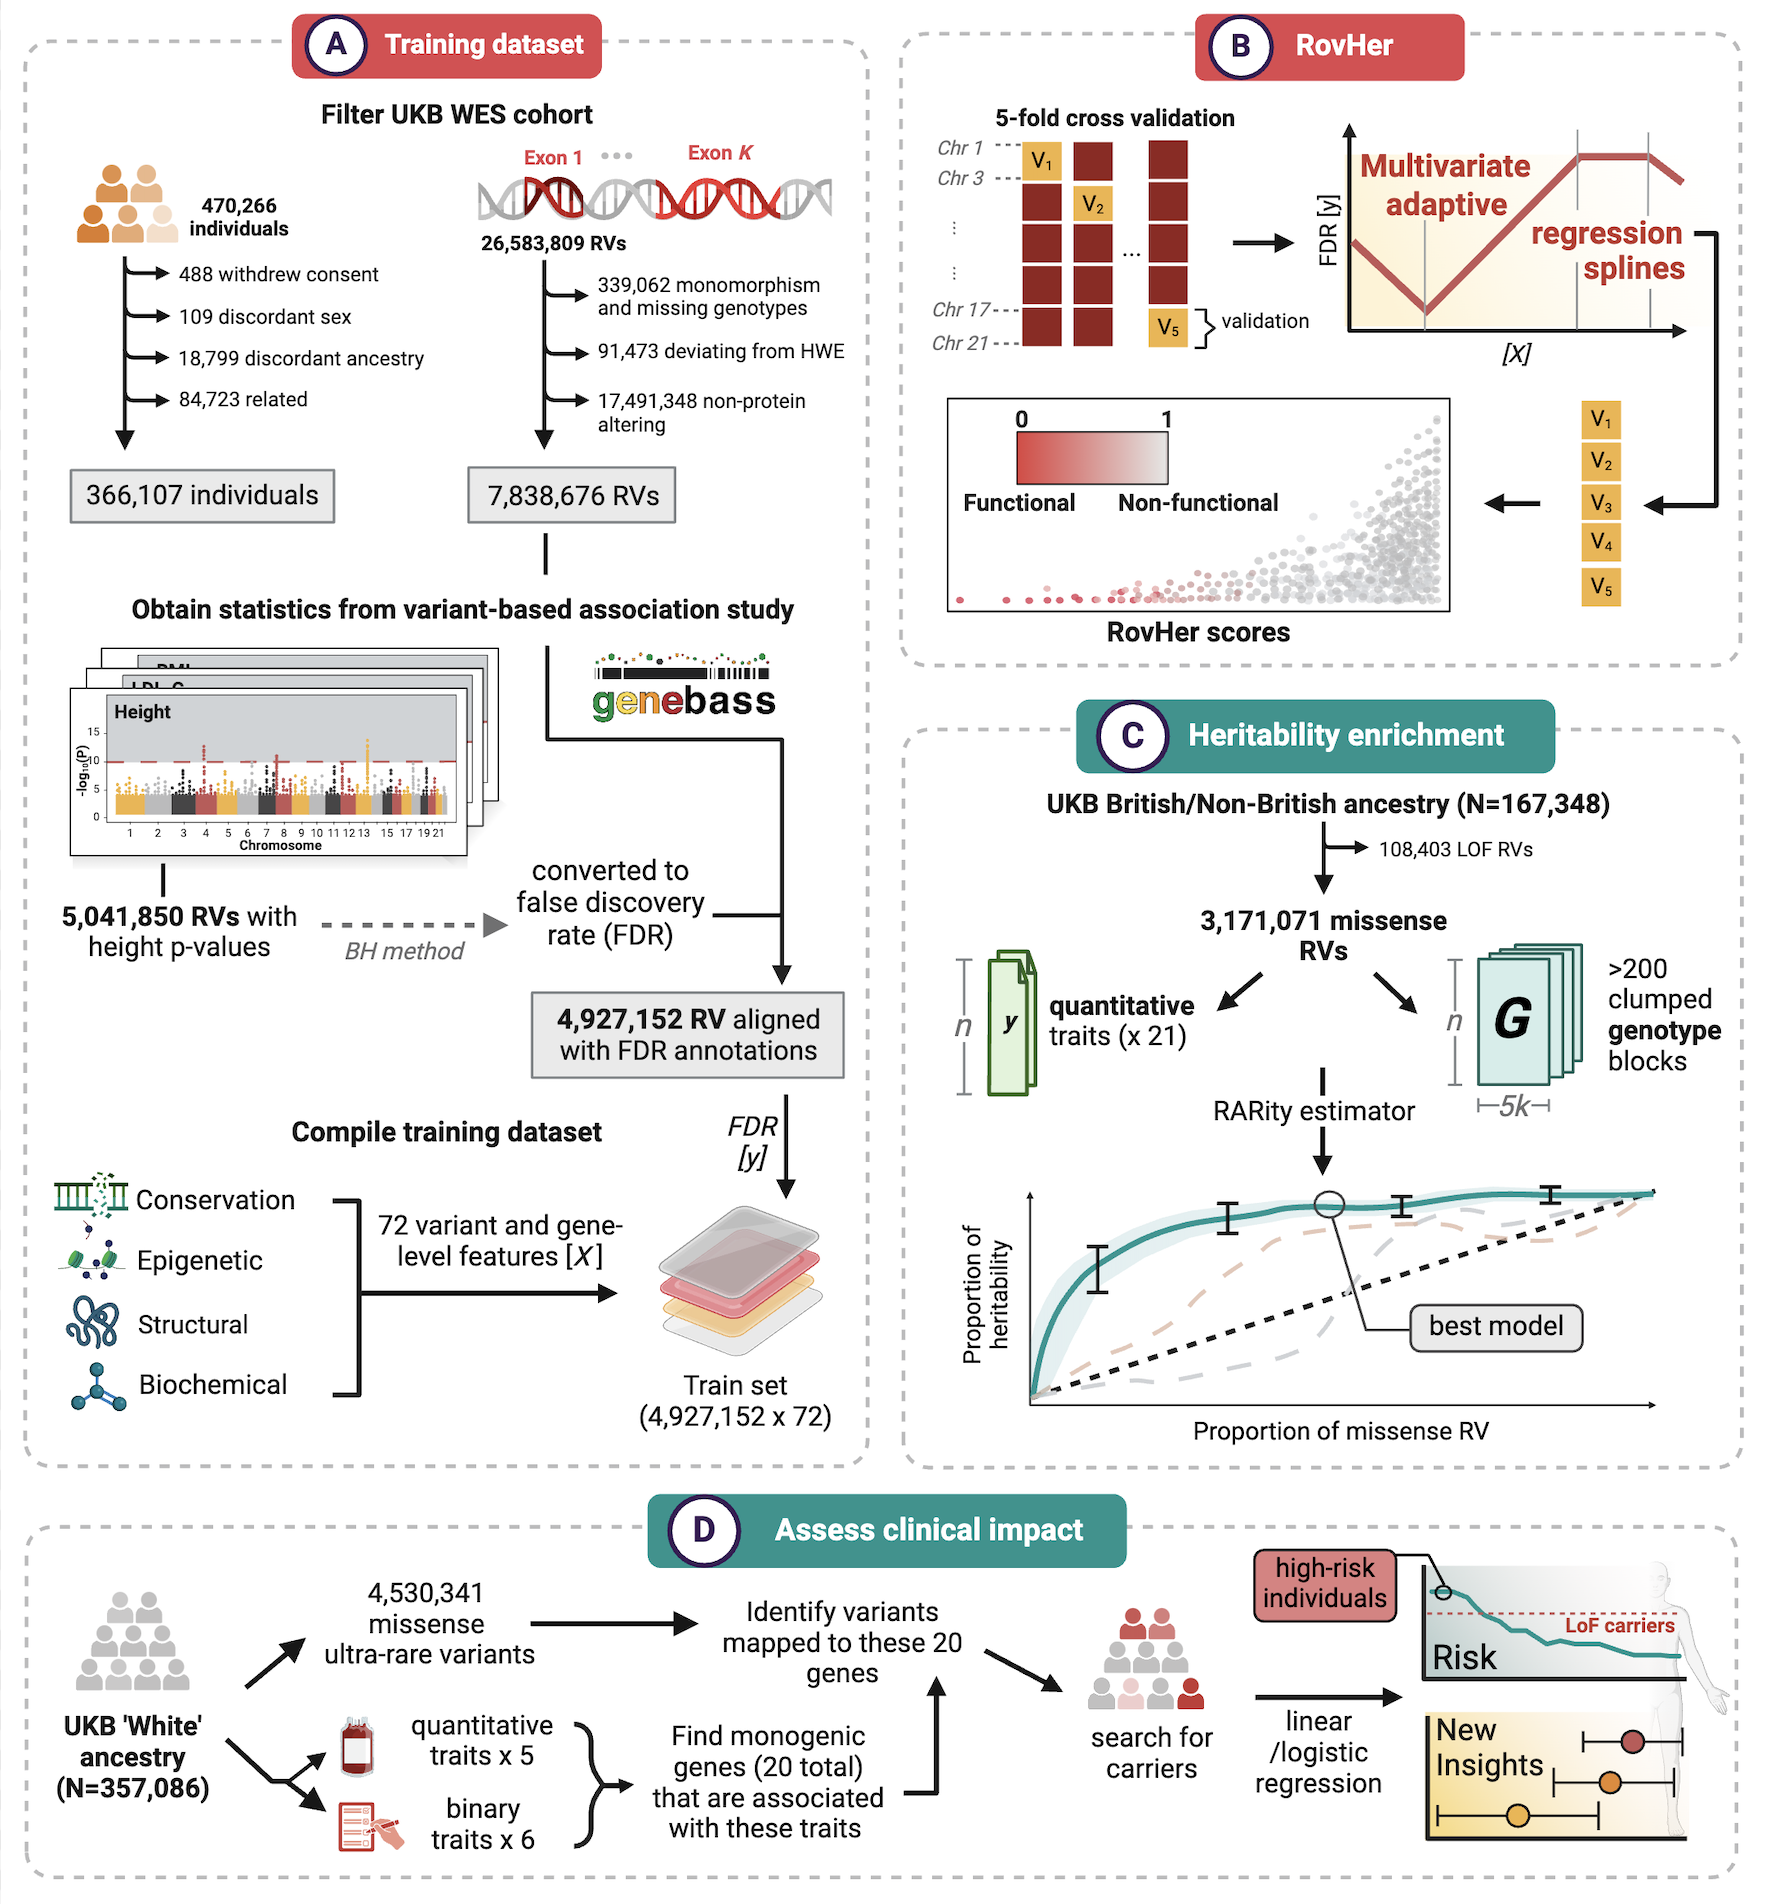 A
Training dataset
Filter UKB WES cohort
470,266
individuals
488 withdrew consent
109 discordant sex
18,799 discordant ancestry
84,723 related
366,107 individuals
Exon 1
Exon K
26,583,809 RVs
339,062 monomorphism
and missing genotypes
91,473 deviating from HWE
17,491,348 non-protein
altering
7,838,676 RVs
Obtain statistics from variant-based association study
genebass
Height
-log10(P)
15
10
5
0
1 2 3 4 5 6 7 8 9 10 11 12 13 15 17 19 21
Chromosome
5,041,850 RVs with
height p-values
BH method
converted to
false discovery
rate (FDR)
4,927,152 RV aligned
with FDR annotations
Compile training dataset
FDR
[y]
Conservation
Epigenetic
Structural
Biochemical
72 variant and gene-
level features [X]
Train set
(4,927,152 x 72)
B
RovHer
5-fold cross validation
Chr 1
Chr 3
⋮
⋮
Chr 17
Chr 21
V1
V2
...
V5
validation
FDR [y]
Multivariate
adaptive
regression
splines
[X]
V1
V2
V3
V4
V5
0
1
Functional
Non-functional
RovHer scores
C
Heritability enrichment
UKB British/Non-British ancestry (N=167,348)
108,403 LOF RVs
3,171,071 missense
RVs
n
y
quantitative
traits (x 21)
n
G
5k
>200
clumped
genotype
blocks
RARity estimator
Proportion of
heritability
best model
Proportion of missense RV
D
Assess clinical impact
UKB 'White'
ancestry
(N=357,086)
4,530,341
missense
ultra-rare variants
quantitative
traits x 5
binary
traits x 6
Identify variants
mapped to these 20
genes
Find monogenic
genes (20 total)
that are associated
with these traits
search for
carriers
linear
/logistic
regression
high-risk
individuals
LoF carriers
Risk
New
Insights